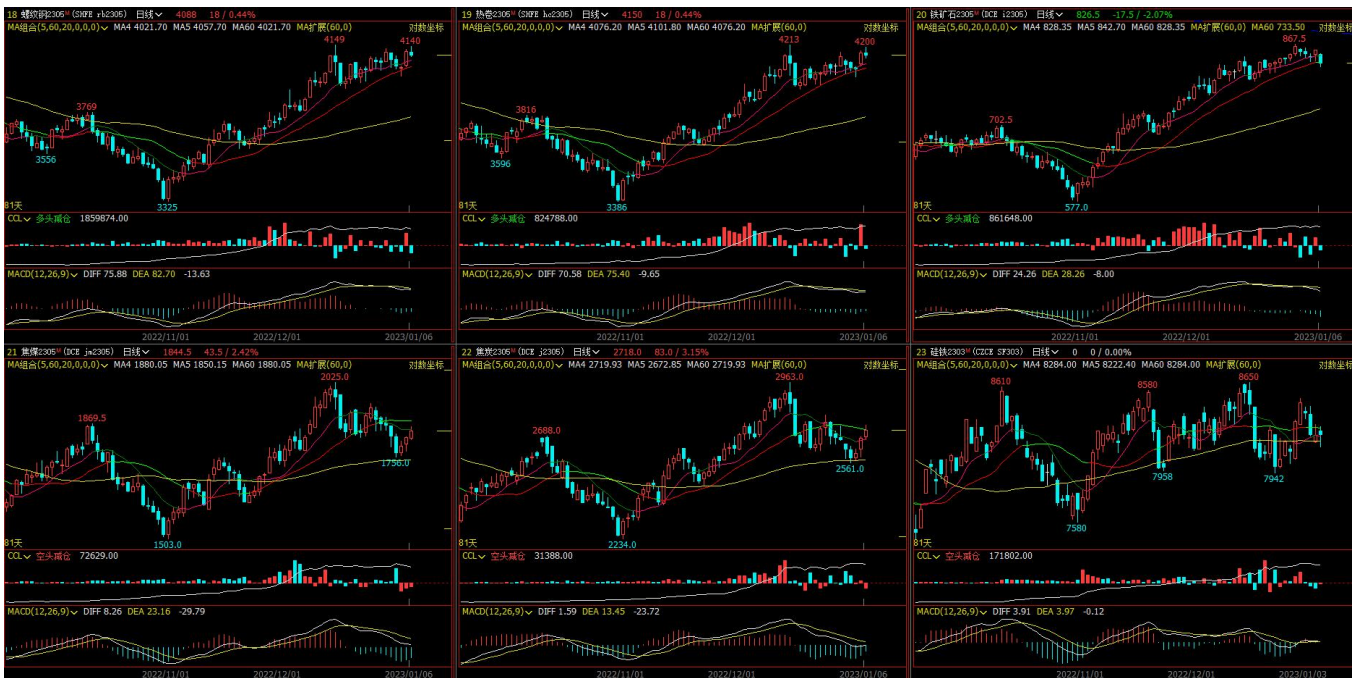 18 螺纹钢2305M (SHFE rb2305) 日线 4088 18 / 0.44%
MA组合(5,60,20,0,0,0) MA4 4021.70 MA5 4057.70 MA60 4021.70 MA扩展(60,0) 对数坐标
4149
4140
3769
3556
3325
81天
CCL 多头减仓 1859874.00
MACD(12,26,9) DIFF 75.88 DEA 82.70 -13.63
2022/11/01 2022/12/01 2023/01/06
19 热卷2305M (SHFE hc2305) 日线 4150 18 / 0.44%
MA组合(5,60,20,0,0,0) MA4 4076.20 MA5 4101.80 MA60 4076.20 MA扩展(60,0) 对数坐标
4213
4200
3816
3596
3386
81天
CCL 多头减仓 824788.00
MACD(12,26,9) DIFF 70.58 DEA 75.40 -9.65
2022/11/01 2022/12/01 2023/01/06
20 铁矿石2305M (DCE i2305) 日线 826.5 -17.5 / -2.07%
MA组合(5,60,20,0,0,0) MA4 828.35 MA5 842.70 MA60 828.35 MA扩展(60,0) MA60 733.50 对数坐标
867.5
702.5
577.0
81天
CCL 多头减仓 861648.00
MACD(12,26,9) DIFF 24.26 DEA 28.26 -8.00
2022/11/01 2022/12/01 2023/01/06
21 焦煤2305M (DCE jm2305) 日线 1844.5 43.5 / 2.42%
MA组合(5,60,20,0,0,0) MA4 1880.05 MA5 1850.15 MA60 1880.05 MA扩展(60,0) 对数坐标
2025.0
1869.5
1756.0
1503.0
81天
CCL 空头减仓 72629.00
MACD(12,26,9) DIFF 8.26 DEA 23.16 -29.79
2022/11/01 2022/12/01 2023/01/06
22 焦炭2305M (DCE j2305) 日线 2718.0 83.0 / 3.15%
MA组合(5,60,20,0,0,0) MA4 2719.93 MA5 2672.85 MA60 2719.93 MA扩展(60,0) 对数坐标
2963.0
2688.0
2561.0
2234.0
81天
CCL 空头减仓 31388.00
MACD(12,26,9) DIFF 1.59 DEA 13.45 -23.72
2022/11/01 2022/12/01 2023/01/06
23 硅铁2303M (CZCE SF303) 日线 0 0 / 0.00%
MA组合(5,60,20,0,0,0) MA4 8284.00 MA5 8222.40 MA60 8284.00 MA扩展(60,0) 对数坐标
8610
8580
8650
7958
7942
7580
81天
CCL 空头减仓 171802.00
MACD(12,26,9) DIFF 3.91 DEA 3.97 -0.12
2022/11/01 2022/12/01 2023/01/03